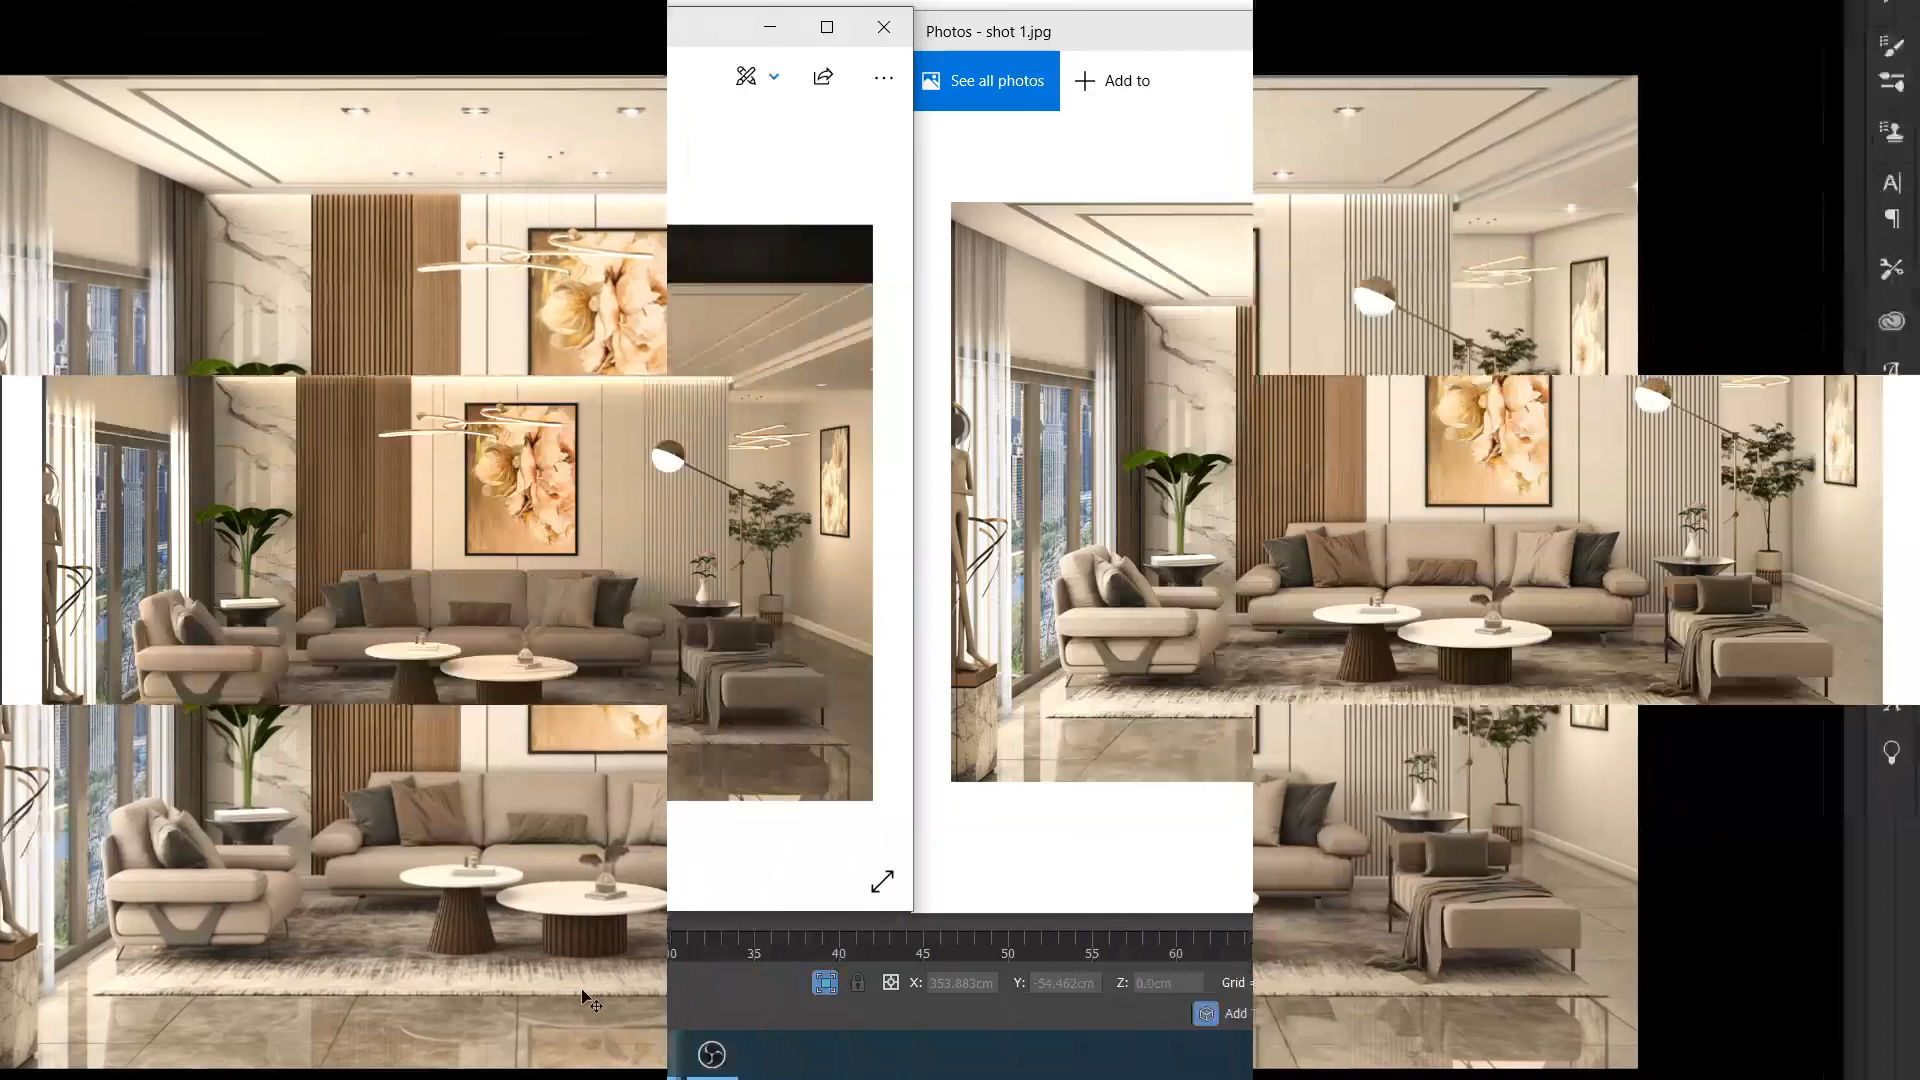 Photos - shot 1.jpg
See all photos
Add to
35 40 45 50 55 60
X: 353.883cm Y: -54.462cm Z: 0.0cm Grid
Add